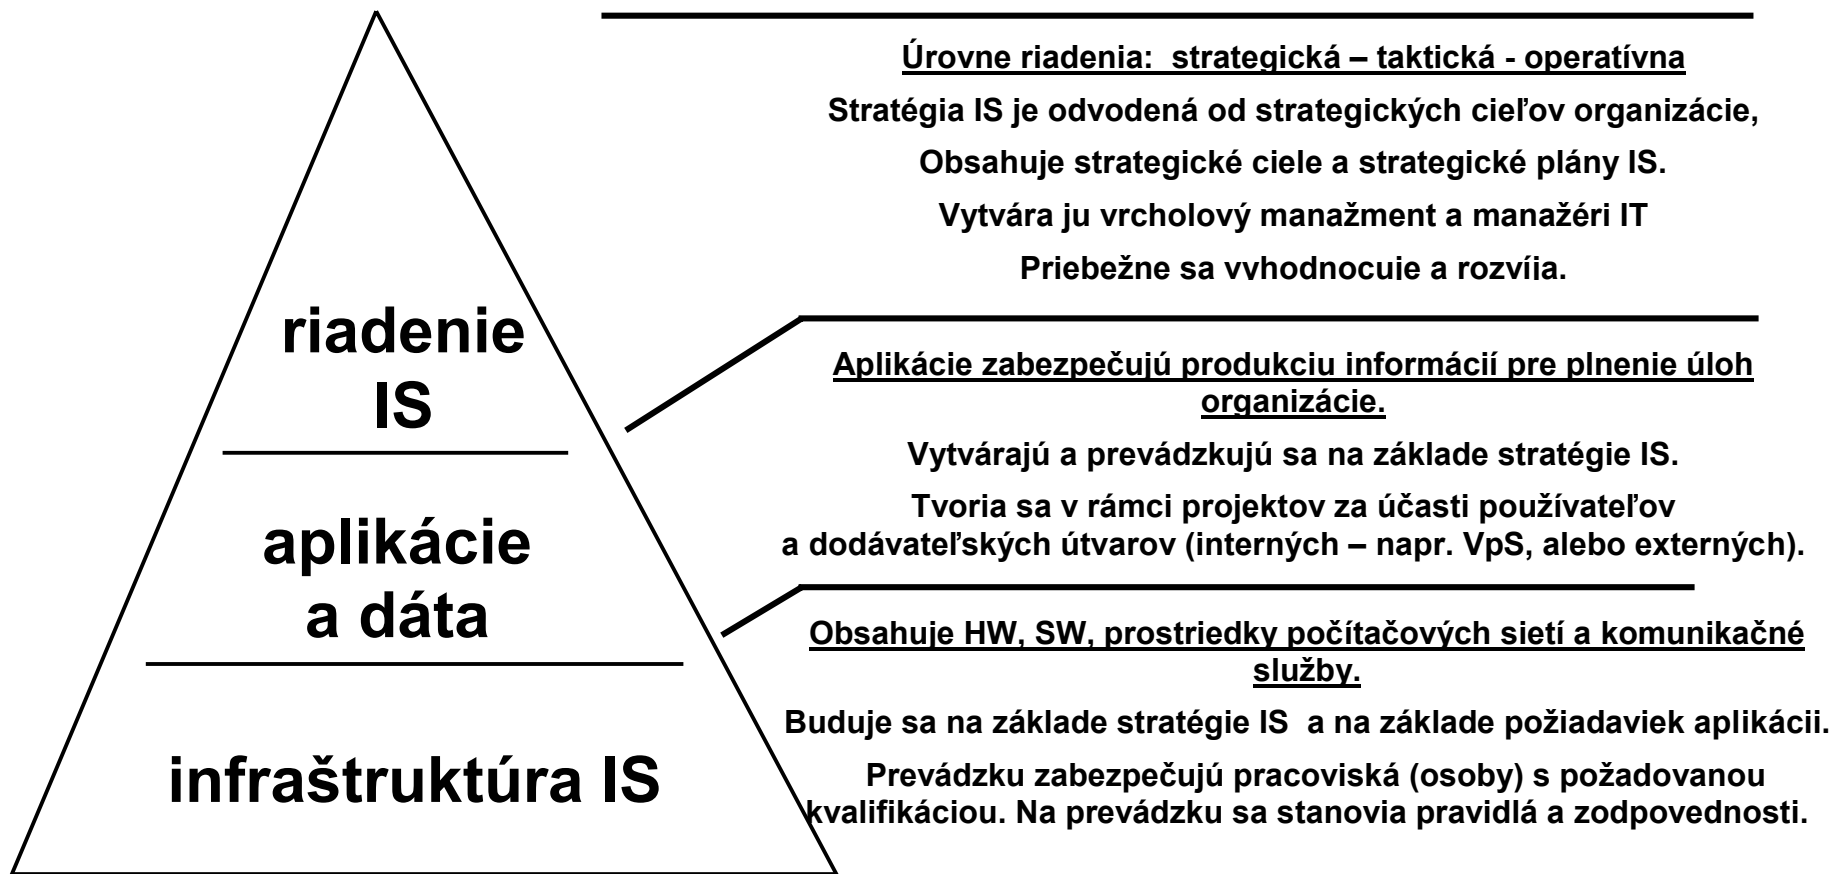 Úrovne riadenia: strategická – taktická - operatívna
Stratégia IS je odvodená od strategických cieľov organizácie,
Obsahuje strategické ciele a strategické plány IS.
Vytvára ju vrcholový manažment a manažéri IT
Priebežne sa vyhodnocuje a rozvíja.
riadenie
IS
Aplikácie zabezpečujú produkciu informácií pre plnenie úloh
organizácie.
Vytvárajú a prevádzkujú sa na základe stratégie IS.
Tvoria sa v rámci projektov za účasti používateľov
a dodávateľských útvarov (interných – napr. VpS, alebo externých).
aplikácie
a dáta
Obsahuje HW, SW, prostriedky počítačových sietí a komunikačné
služby.
Buduje sa na základe stratégie IS a na základe požiadaviek aplikácii.
Prevádzku zabezpečujú pracoviská (osoby) s požadovanou
kvalifikáciou. Na prevádzku sa stanovia pravidlá a zodpovednosti.
infraštruktúra IS